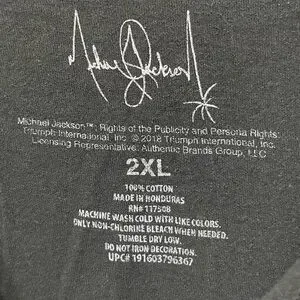 Michael Jackson
Michael Jackson™; Rights of the Publicity and Persona Rights:
Triumph International, Inc. © 2018 Triumph International, Inc.
Licensing Representative: Authentic Brands Group, LLC
2XL
100% COTTON
MADE IN HONDURAS
RN# 117508
MACHINE WASH COLD WITH LIKE COLORS.
ONLY NON-CHLORINE BLEACH WHEN NEEDED.
TUMBLE DRY LOW.
DO NOT IRON DECORATION.
UPC# 191603796367